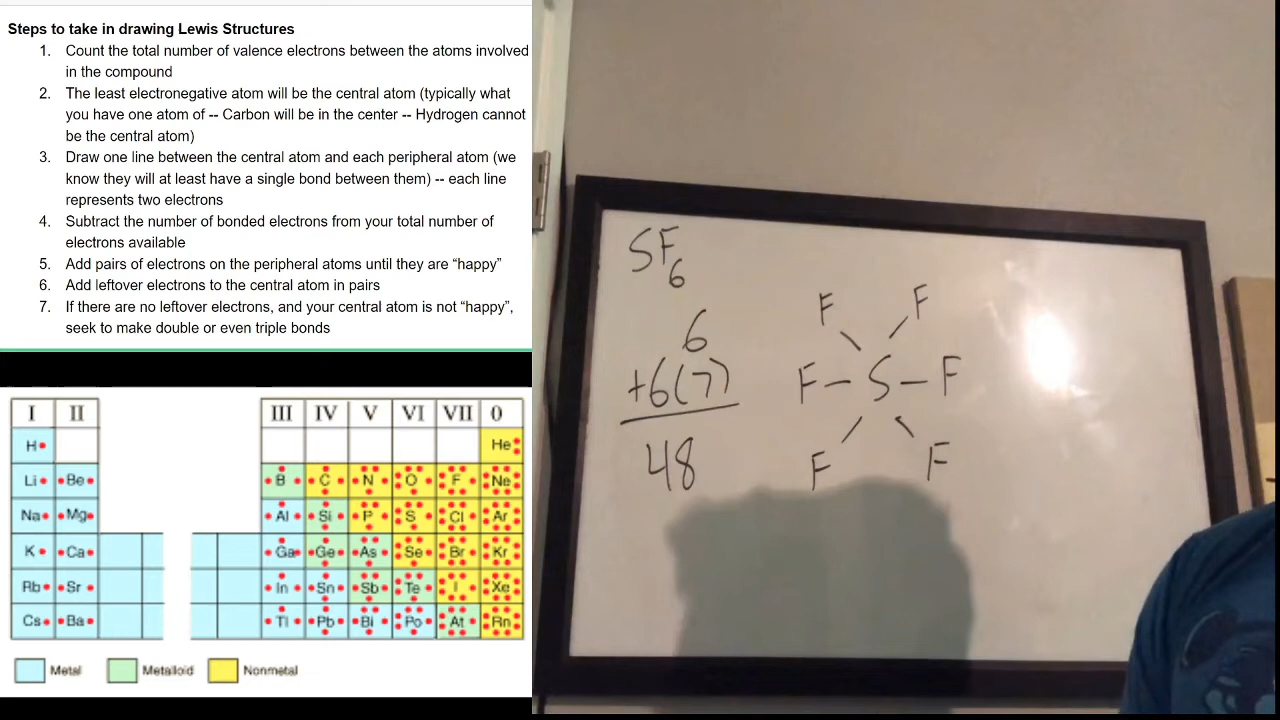 Steps to take in drawing Lewis Structures
1. Count the total number of valence electrons between the atoms involved
in the compound
2. The least electronegative atom will be the central atom (typically what
you have one atom of -- Carbon will be in the center -- Hydrogen cannot
be the central atom)
3. Draw one line between the central atom and each peripheral atom (we
know they will at least have a single bond between them) -- each line
represents two electrons
4. Subtract the number of bonded electrons from your total number of
electrons available
5. Add pairs of electrons on the peripheral atoms until they are “happy”
6. Add leftover electrons to the central atom in pairs
7. If there are no leftover electrons, and your central atom is not “happy”,
seek to make double or even triple bonds
I II III IV V VI VII 0
H He
Li Be B C N O F Ne
Na Mg Al Si P S Cl Ar
K Ca Ga Ge As Se Br Kr
Rb Sr In Sn Sb Te I Xe
Cs Ba Tl Pb Bi Po At Rn
Metal Metalloid Nonmetal
SF6
6
+6(7)
48
F F
F – S – F
F F